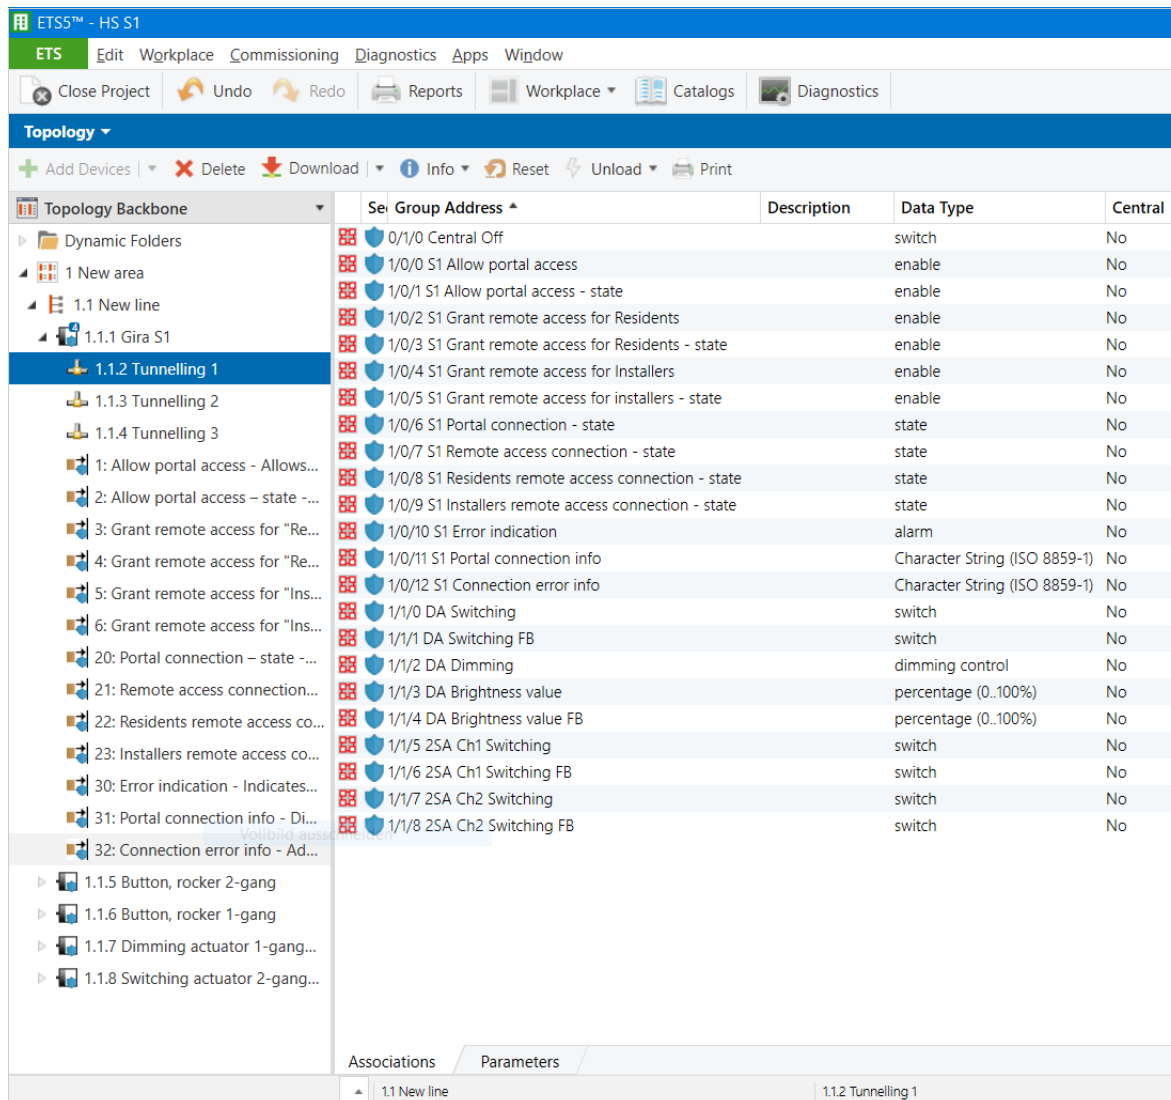 ETS5™ - HS S1
ETS Edit Workplace Commissioning Diagnostics Apps Window
Close Project Undo Redo Reports Workplace Catalogs Diagnostics
Topology
Add Devices Delete Download Info Reset Unload Print
Topology Backbone
Dynamic Folders
1 New area
1.1 New line
4
1.1.1 Gira S1
1.1.2 Tunnelling 1
1.1.3 Tunnelling 2
1.1.4 Tunnelling 3
1: Allow portal access - Allows...
2: Allow portal access – state -...
3: Grant remote access for "Re...
4: Grant remote access for "Re...
5: Grant remote access for "Ins...
6: Grant remote access for "Ins...
20: Portal connection – state -...
21: Remote access connection...
22: Residents remote access co...
23: Installers remote access co...
30: Error indication - Indicates...
31: Portal connection info - Di...
32: Connection error info - Ad...
1.1.5 Button, rocker 2-gang
1.1.6 Button, rocker 1-gang
1.1.7 Dimming actuator 1-gang...
1.1.8 Switching actuator 2-gang...
Vollbild ausschneiden
Se Group Address Description Data Type Central
0/1/0 Central Off switch No
1/0/0 S1 Allow portal access enable No
1/0/1 S1 Allow portal access - state enable No
1/0/2 S1 Grant remote access for Residents enable No
1/0/3 S1 Grant remote access for Residents - state enable No
1/0/4 S1 Grant remote access for Installers enable No
1/0/5 S1 Grant remote access for installers - state enable No
1/0/6 S1 Portal connection - state state No
1/0/7 S1 Remote access connection - state state No
1/0/8 S1 Residents remote access connection - state state No
1/0/9 S1 Installers remote access connection - state state No
1/0/10 S1 Error indication alarm No
1/0/11 S1 Portal connection info Character String (ISO 8859-1) No
1/0/12 S1 Connection error info Character String (ISO 8859-1) No
1/1/0 DA Switching switch No
1/1/1 DA Switching FB switch No
1/1/2 DA Dimming dimming control No
1/1/3 DA Brightness value percentage (0..100%) No
1/1/4 DA Brightness value FB percentage (0..100%) No
1/1/5 2SA Ch1 Switching switch No
1/1/6 2SA Ch1 Switching FB switch No
1/1/7 2SA Ch2 Switching switch No
1/1/8 2SA Ch2 Switching FB switch No
Associations Parameters
1.1 New line 1.1.2 Tunnelling 1